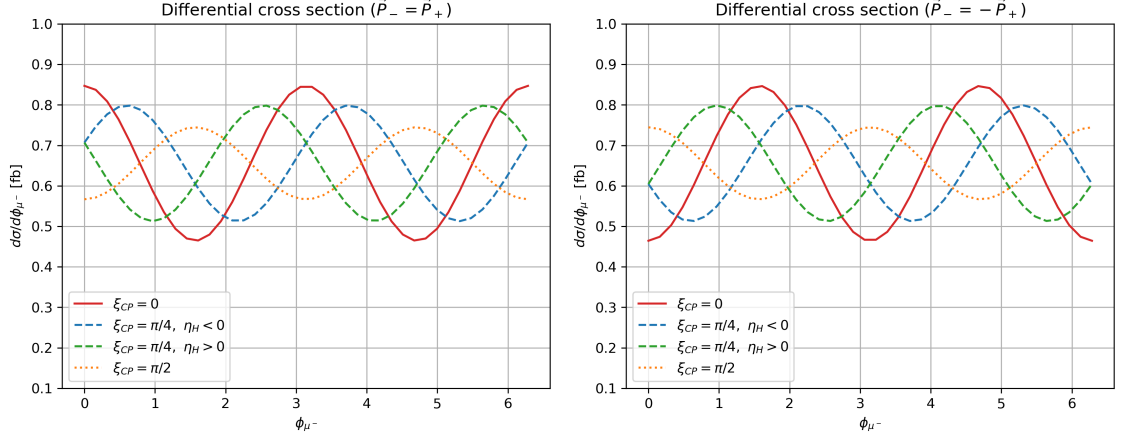 Differential cross section (P⃗₋ = P⃗₊)
dσ/dϕ_μ⁻ [fb]
1.0
0.9
0.8
0.7
0.6
0.5
0.4
0.3
0.2
0.1
ξ_CP = 0
ξ_CP = π/4, η_H < 0
ξ_CP = π/4, η_H > 0
ξ_CP = π/2
0 1 2 3 4 5 6
ϕ_μ⁻
Differential cross section (P⃗₋ = − P⃗₊)
dσ/dϕ_μ⁻ [fb]
1.0
0.9
0.8
0.7
0.6
0.5
0.4
0.3
0.2
0.1
ξ_CP = 0
ξ_CP = π/4, η_H < 0
ξ_CP = π/4, η_H > 0
ξ_CP = π/2
0 1 2 3 4 5 6
ϕ_μ⁻